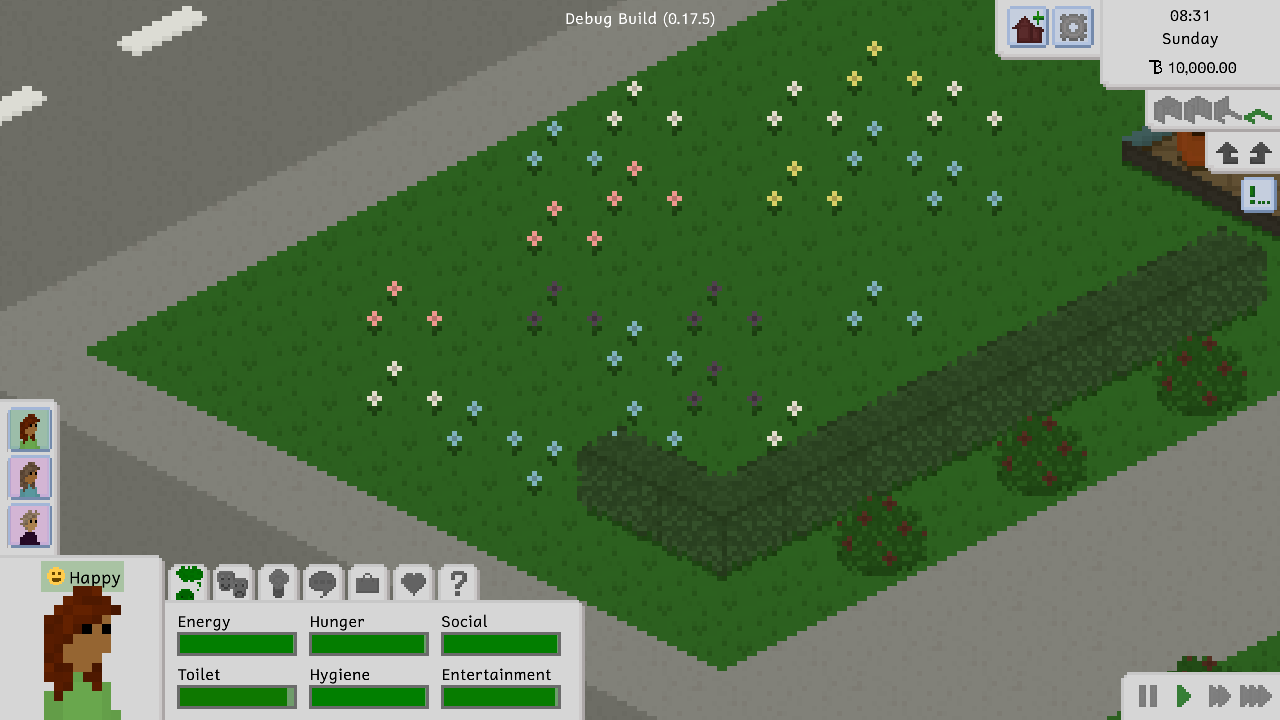 Debug Build (0.17.5)
08:31
Sunday
10,000.00
!...
Happy
?
Energy Hunger Social
Toilet Hygiene Entertainment